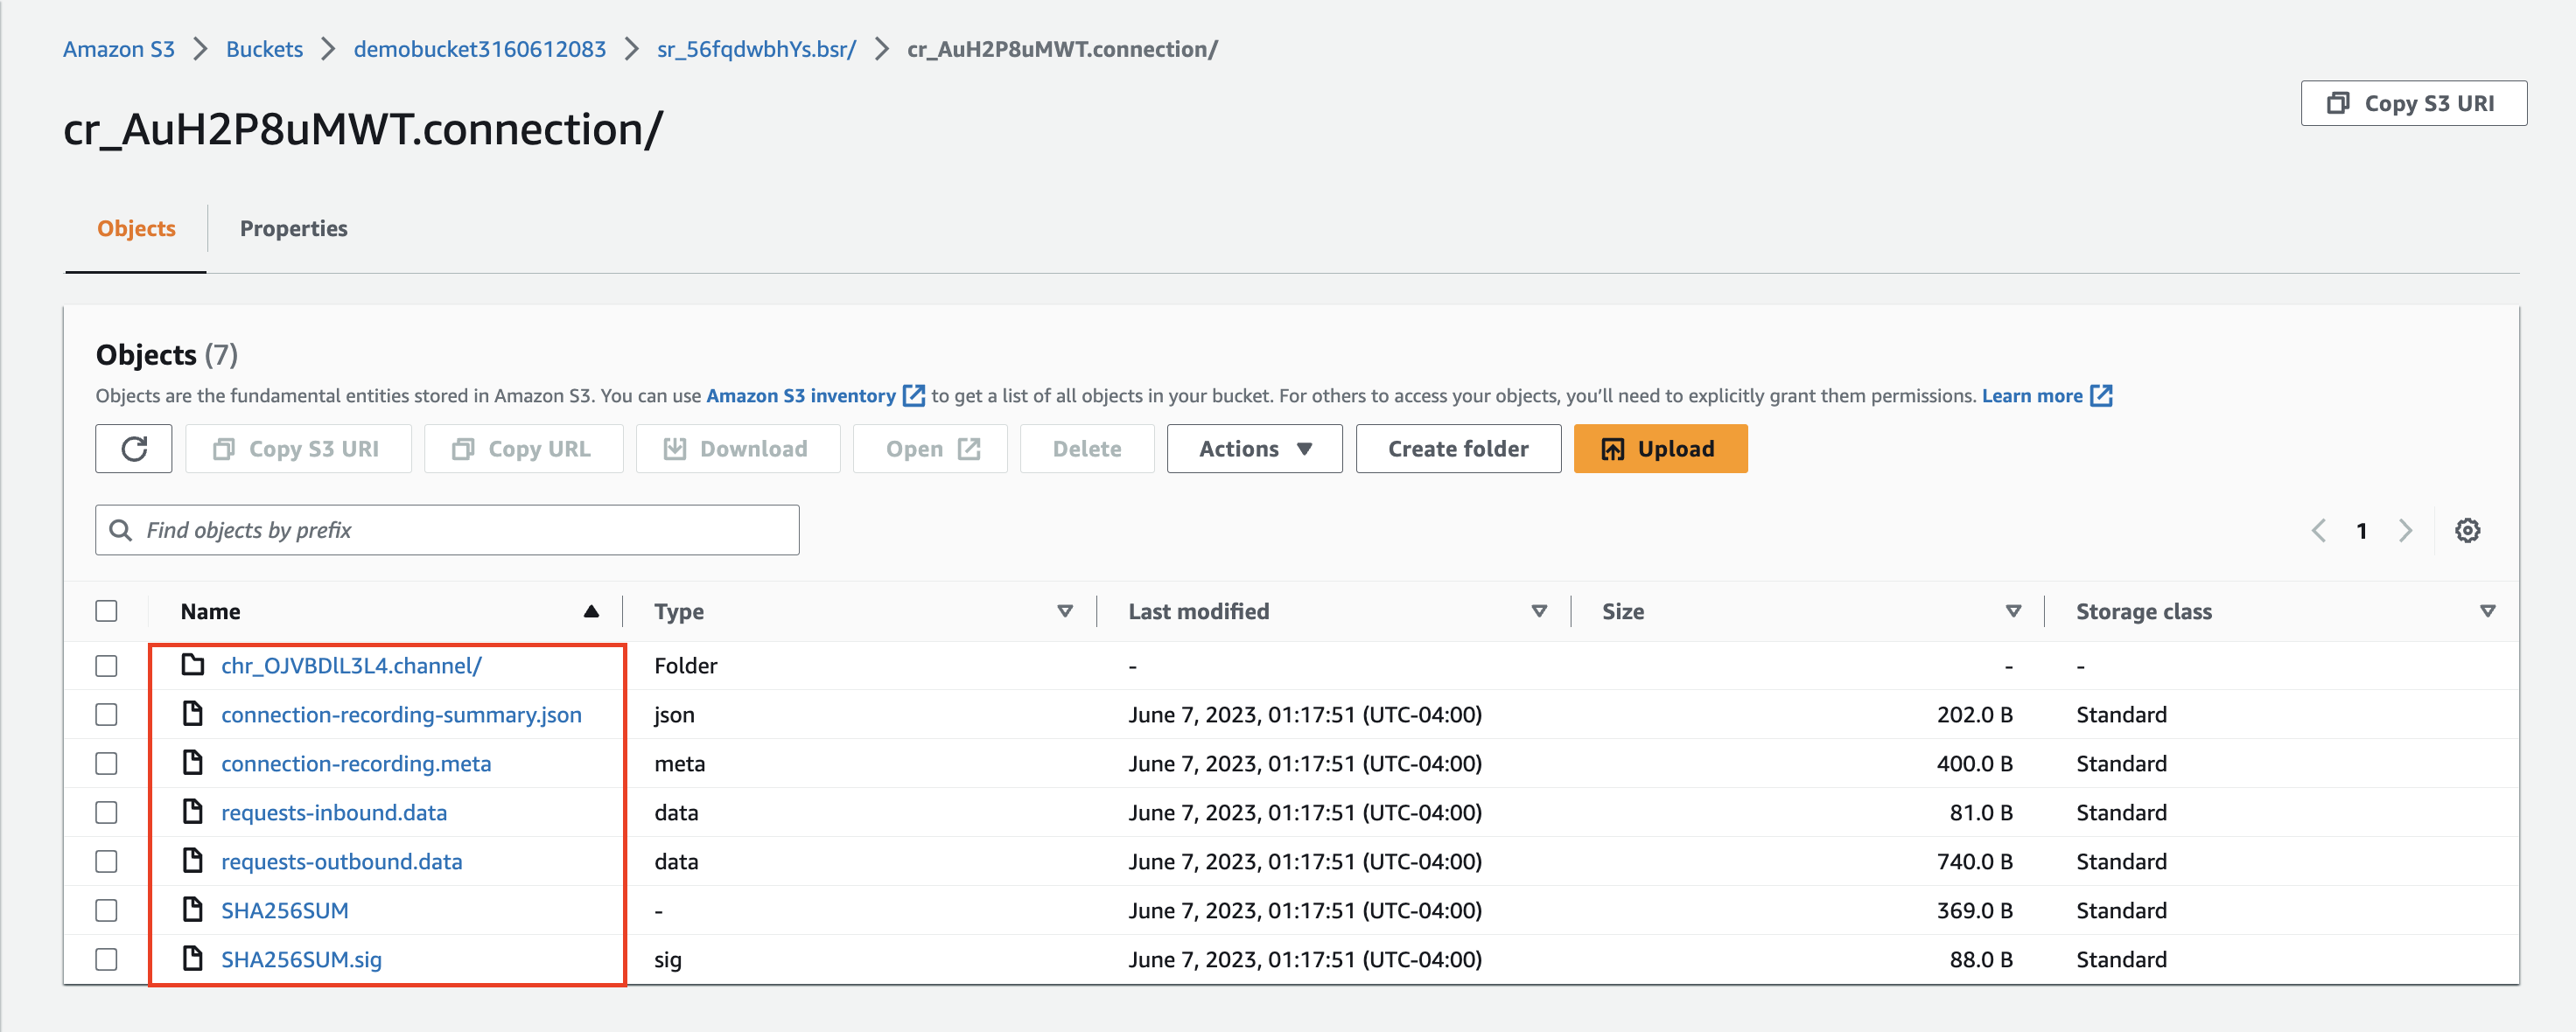 Amazon S3 > Buckets > demobucket3160612083 > sr_56fqdwbhYs.bsr/ > cr_AuH2P8uMWT.connection/
cr_AuH2P8uMWT.connection/
Copy S3 URI
Objects Properties
Objects (7)
Objects are the fundamental entities stored in Amazon S3. You can use Amazon S3 inventory to get a list of all objects in your bucket. For others to access your objects, you'll need to explicitly grant them permissions. Learn more
Copy S3 URI Copy URL Download Open Delete Actions Create folder Upload
Find objects by prefix 1
Name Type Last modified Size Storage class
chr_OJVBDlL3L4.channel/ Folder - - -
connection-recording-summary.json json June 7, 2023, 01:17:51 (UTC-04:00) 202.0 B Standard
connection-recording.meta meta June 7, 2023, 01:17:51 (UTC-04:00) 400.0 B Standard
requests-inbound.data data June 7, 2023, 01:17:51 (UTC-04:00) 81.0 B Standard
requests-outbound.data data June 7, 2023, 01:17:51 (UTC-04:00) 740.0 B Standard
SHA256SUM - June 7, 2023, 01:17:51 (UTC-04:00) 369.0 B Standard
SHA256SUM.sig sig June 7, 2023, 01:17:51 (UTC-04:00) 88.0 B Standard